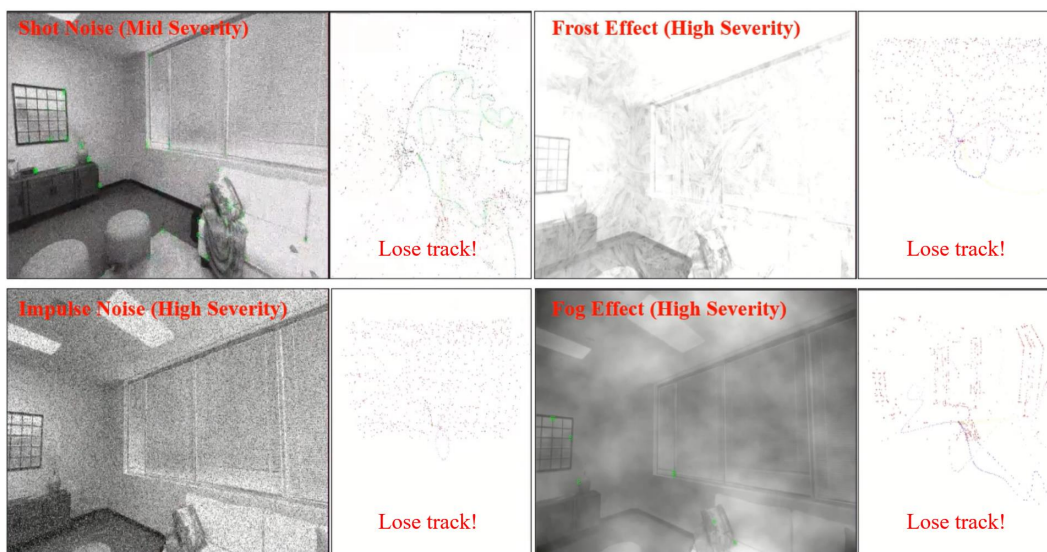 Shot Noise (Mid Severity)
Lose track!
Frost Effect (High Severity)
Lose track!
Impulse Noise (High Severity)
Lose track!
Fog Effect (High Severity)
Lose track!